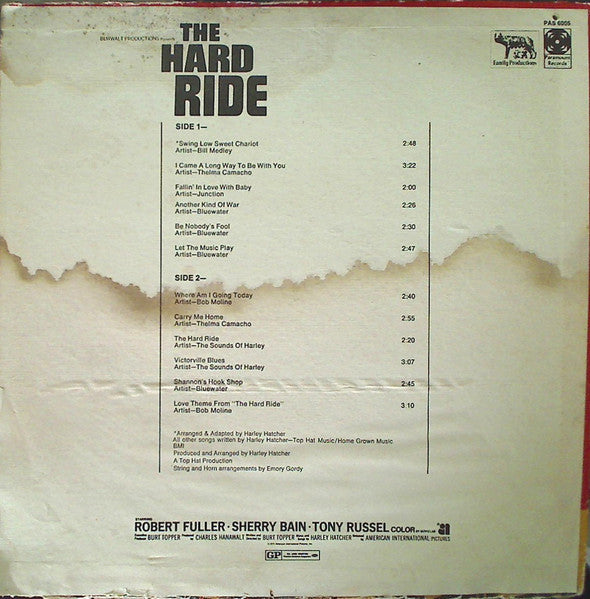 PAS 6005
BURWALT PRODUCTIONS Presents
THE
HARD
RIDE
Family Productions
Paramount
Records
SIDE 1—
*Swing Low Sweet Chariot 2:48
Artist—Bill Medley
I Came A Long Way To Be With You 3:22
Artist—Thelma Camacho
Fallin' In Love With Baby 2:00
Artist—Junction
Another Kind Of War 2:26
Artist—Bluewater
Be Nobody's Fool 2:30
Artist—Bluewater
Let The Music Play 2:47
Artist—Bluewater
SIDE 2—
Where Am I Going Today 2:40
Artist—Bob Moline
Carry Me Home 2:55
Artist—Thelma Camacho
The Hard Ride 2:20
Artist—The Sounds Of Harley
Victorville Blues 3:07
Artist—The Sounds Of Harley
Shannon's Hook Shop 2:45
Artist—Bluewater
Love Theme From "The Hard Ride" 3:10
Artist—Bob Moline
*Arranged & Adapted by Harley Hatcher
All other songs written by Harley Hatcher—Top Hat Music/Home Grown Music
BMI
Produced and Arranged by Harley Hatcher
A Top Hat Production
String and Horn arrangements by Emory Gordy
STARRING
ROBERT FULLER · SHERRY BAIN · TONY RUSSEL COLOR
BURT TOPPER CHARLES HANAWALT BURT TOPPER HARLEY HATCHER AMERICAN INTERNATIONAL PICTURES
GP